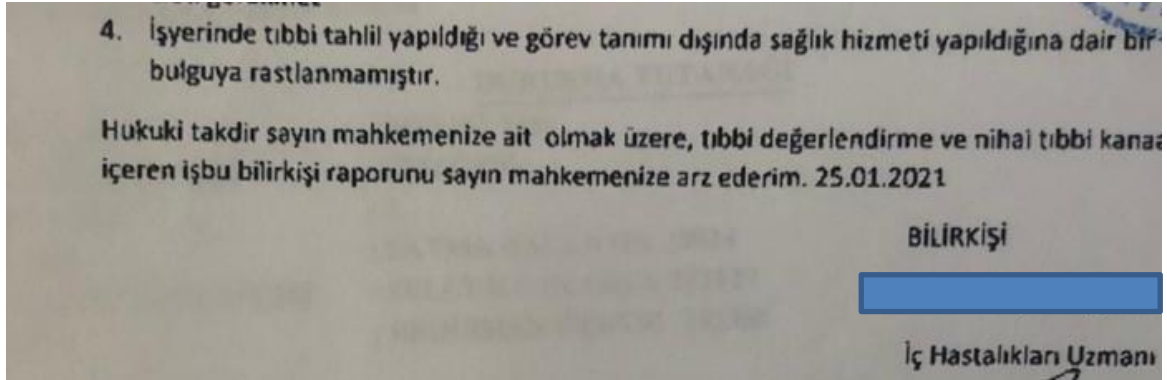 4. İşyerinde tıbbi tahlil yapıldığı ve görev tanımı dışında sağlık hizmeti yapıldığına dair bir
bulguya rastlanmamıştır.
Hukuki takdir sayın mahkemenize ait olmak üzere, tıbbi değerlendirme ve nihai tıbbi kanaa
içeren işbu bilirkişi raporunu sayın mahkemenize arz ederim. 25.01.2021
BİLİRKİŞİ
İç Hastalıkları Uzmanı